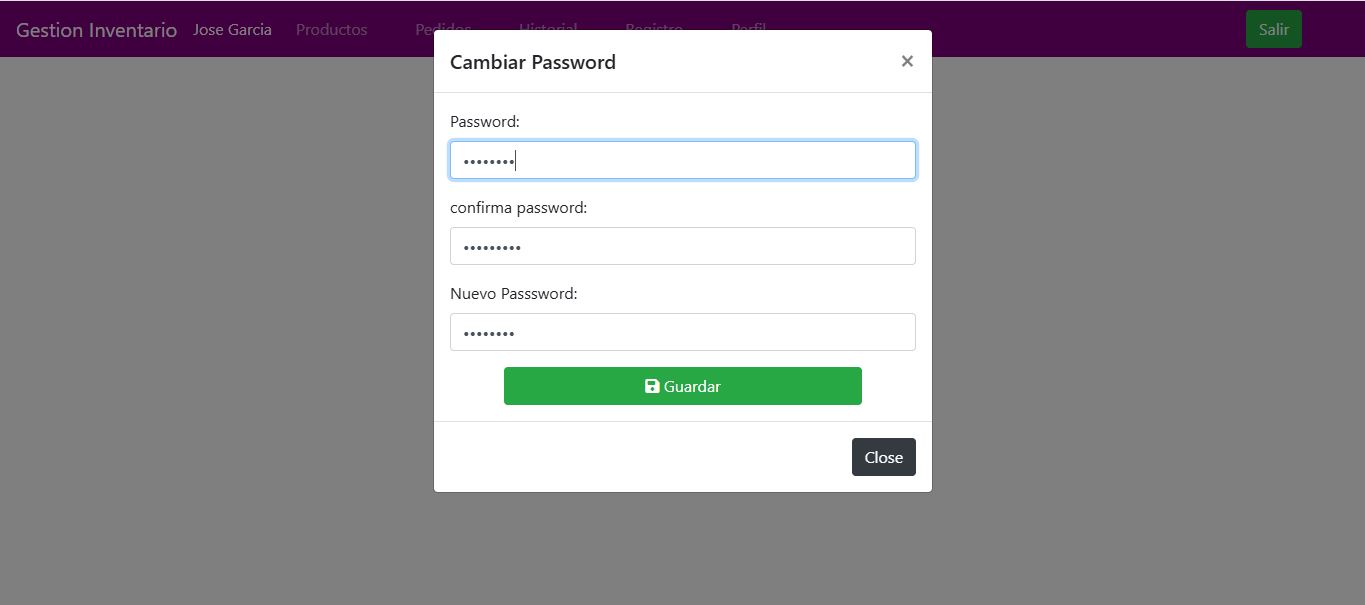 Gestion Inventario Jose Garcia Productos Pedidos Historial Registro Perfil Salir
Cambiar Password ×
Password:
••••••••
confirma password:
•••••••••
Nuevo Passsword:
••••••••
Guardar
Close